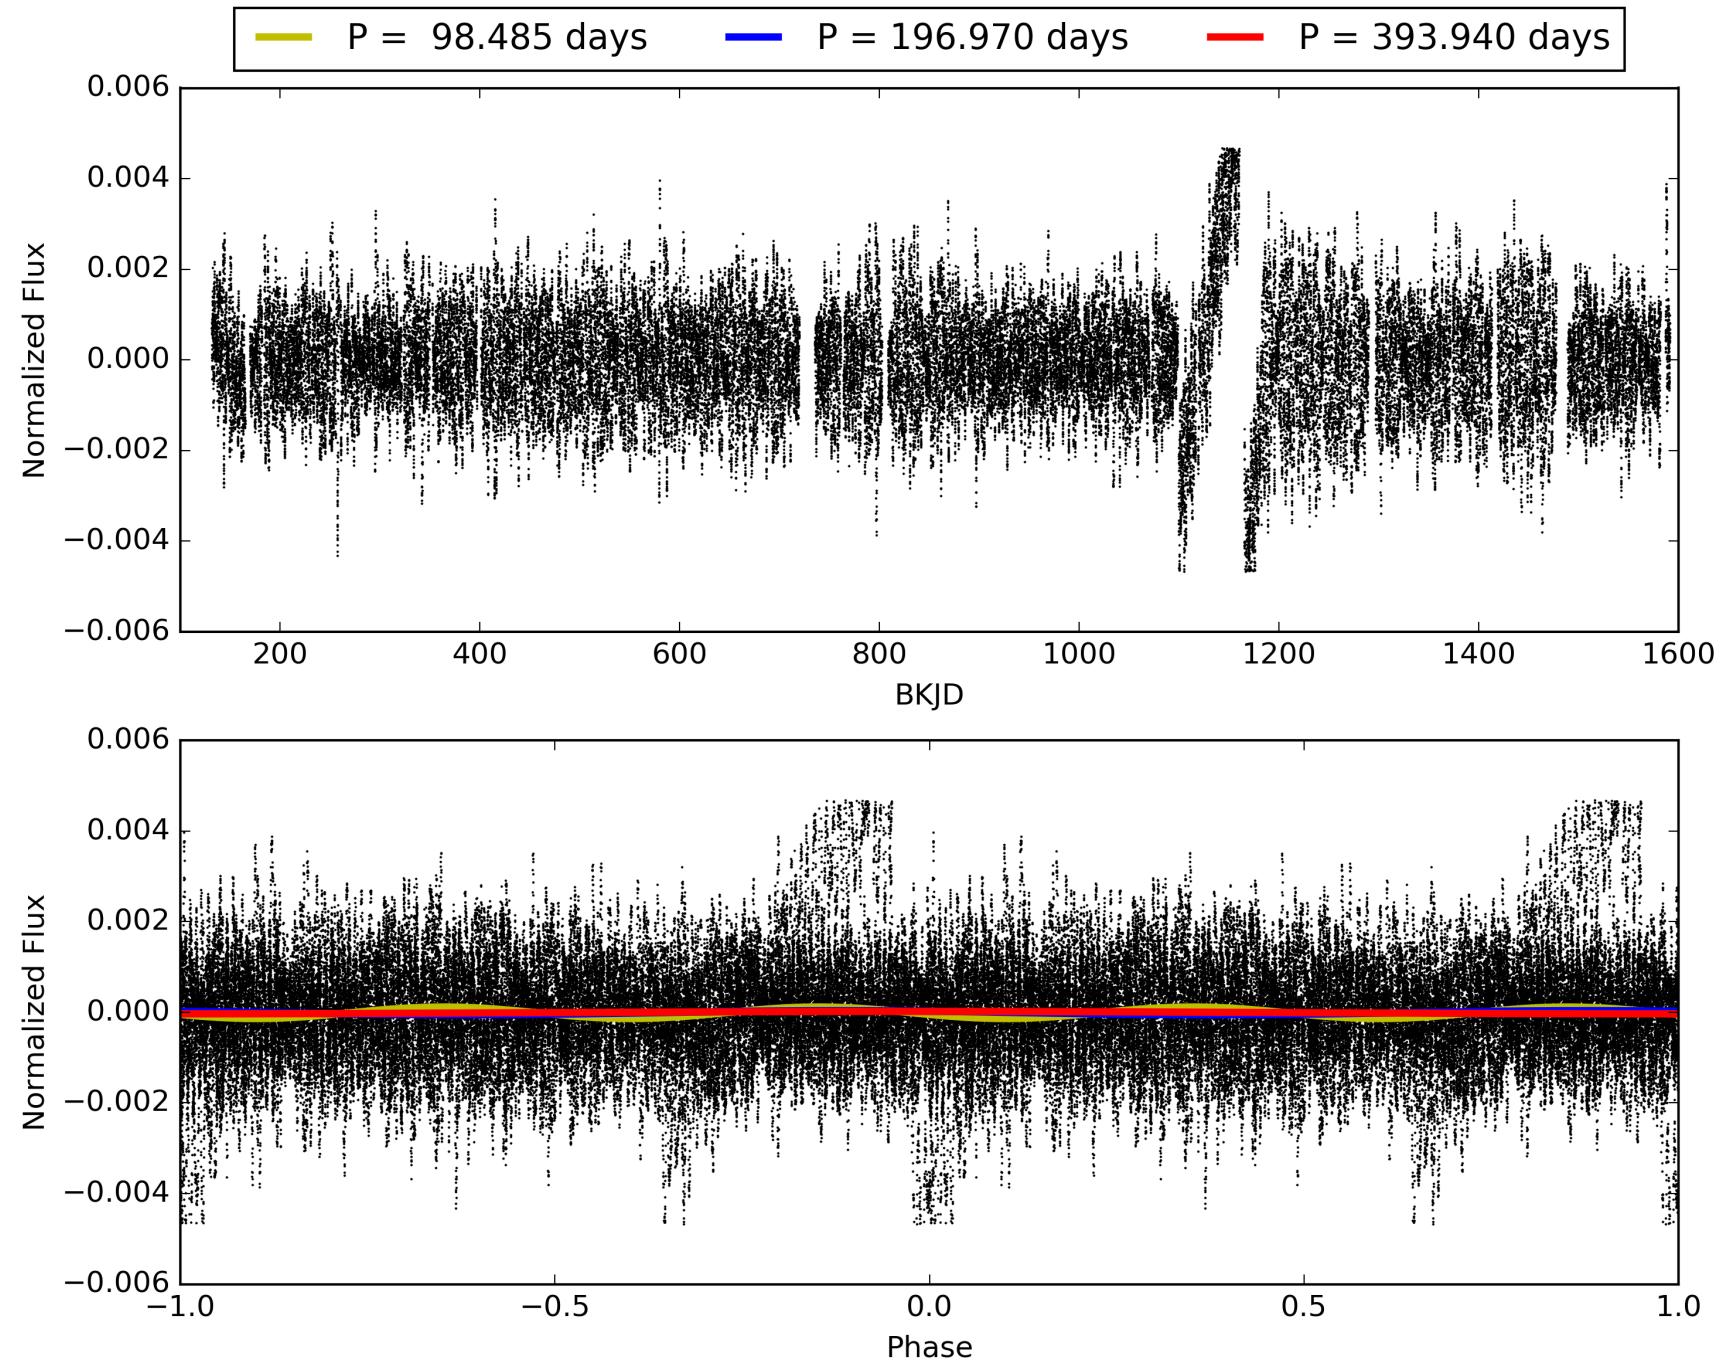 P = 98.485 days P = 196.970 days P = 393.940 days
0.006
0.004
0.002
0.000
−0.002
−0.004
−0.006
Normalized Flux
200 400 600 800 1000 1200 1400 1600
BKJD
0.006
0.004
0.002
0.000
−0.002
−0.004
−0.006
Normalized Flux
−1.0 −0.5 0.0 0.5 1.0
Phase